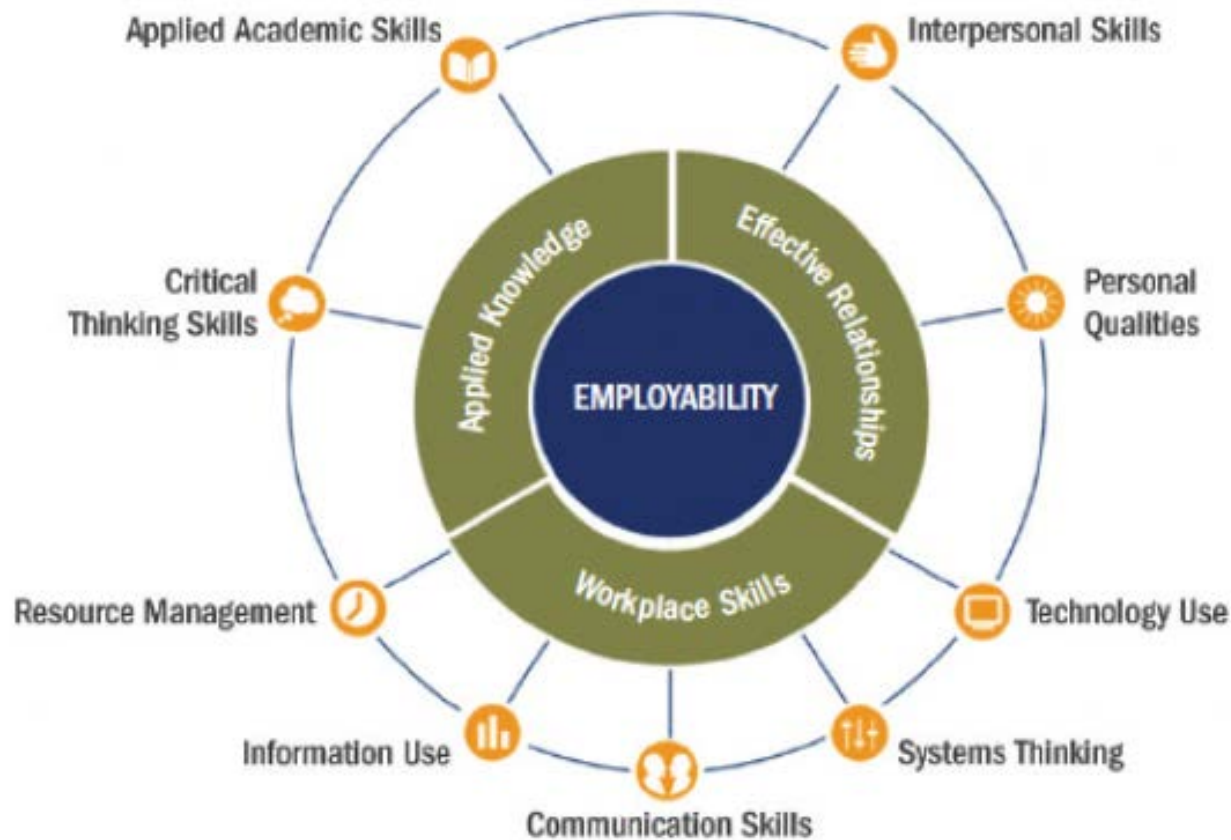 Applied Academic Skills
Interpersonal Skills
Applied Knowledge
Effective Relationships
Critical
Thinking Skills
Personal
Qualities
EMPLOYABILITY
Workplace Skills
Resource Management
Technology Use
Information Use
Systems Thinking
Communication Skills